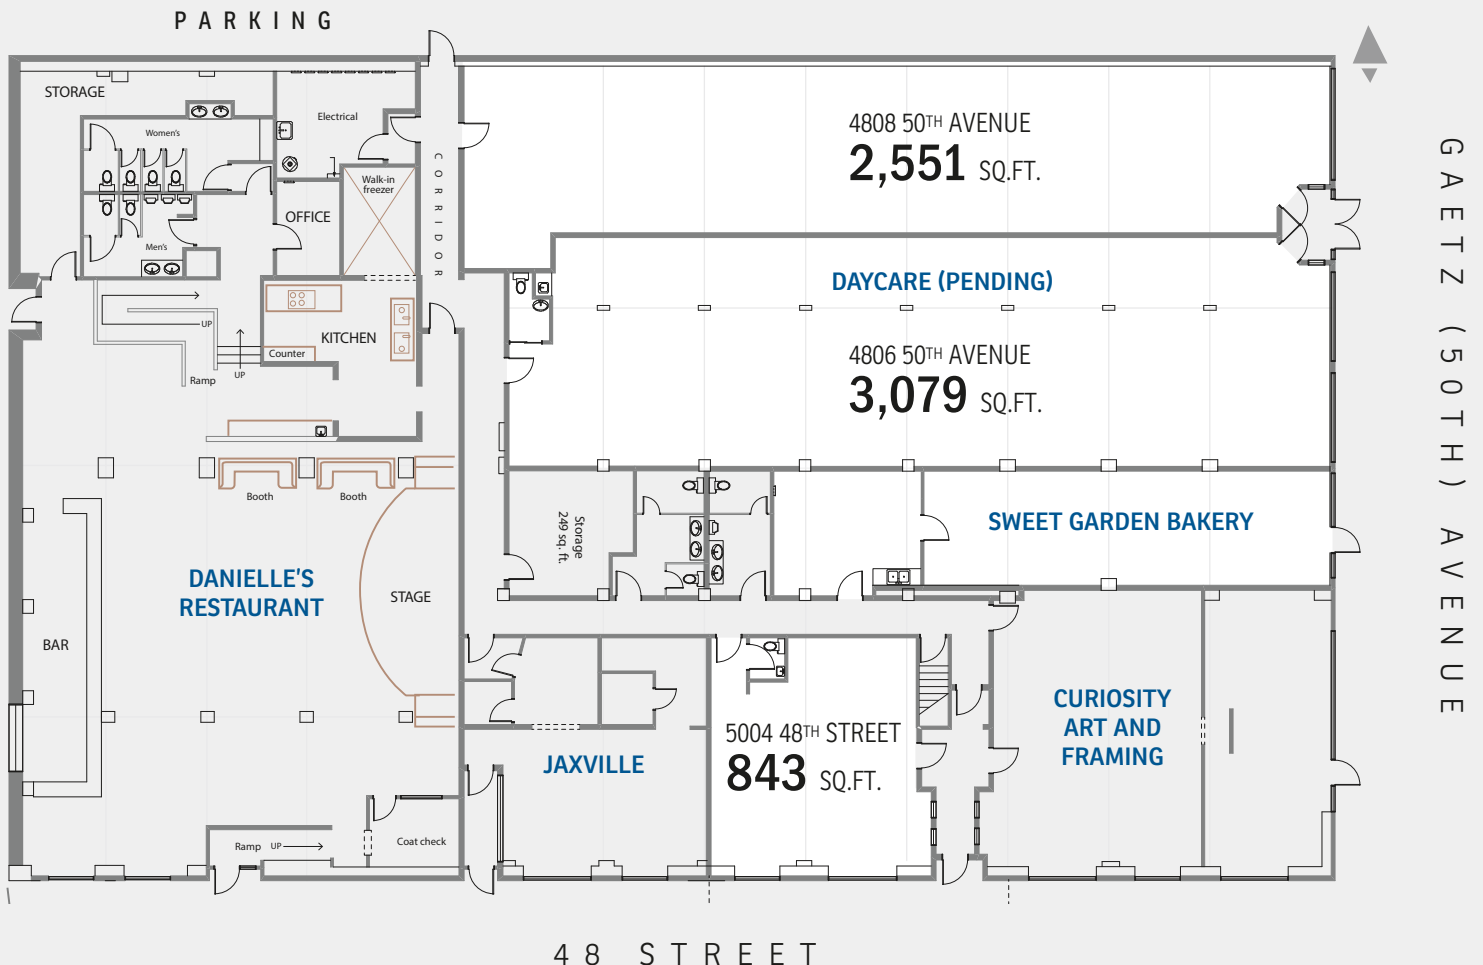 PARKING
STORAGE
Women's
Electrical
Walk-in
freezer
OFFICE
Men's
CORRIDOR
4808 50TH AVENUE
2,551 SQ.FT.
DAYCARE (PENDING)
4806 50TH AVENUE
3,079 SQ.FT.
GAETZ (50TH) AVENUE
UP
KITCHEN
Counter
UP
Ramp
Booth
Booth
Storage
249 sq. ft.
SWEET GARDEN BAKERY
DANIELLE'S
RESTAURANT
STAGE
BAR
CURIOSITY
ART AND
FRAMING
5004 48TH STREET
843 SQ.FT.
JAXVILLE
Coat check
Ramp UP
48 STREET